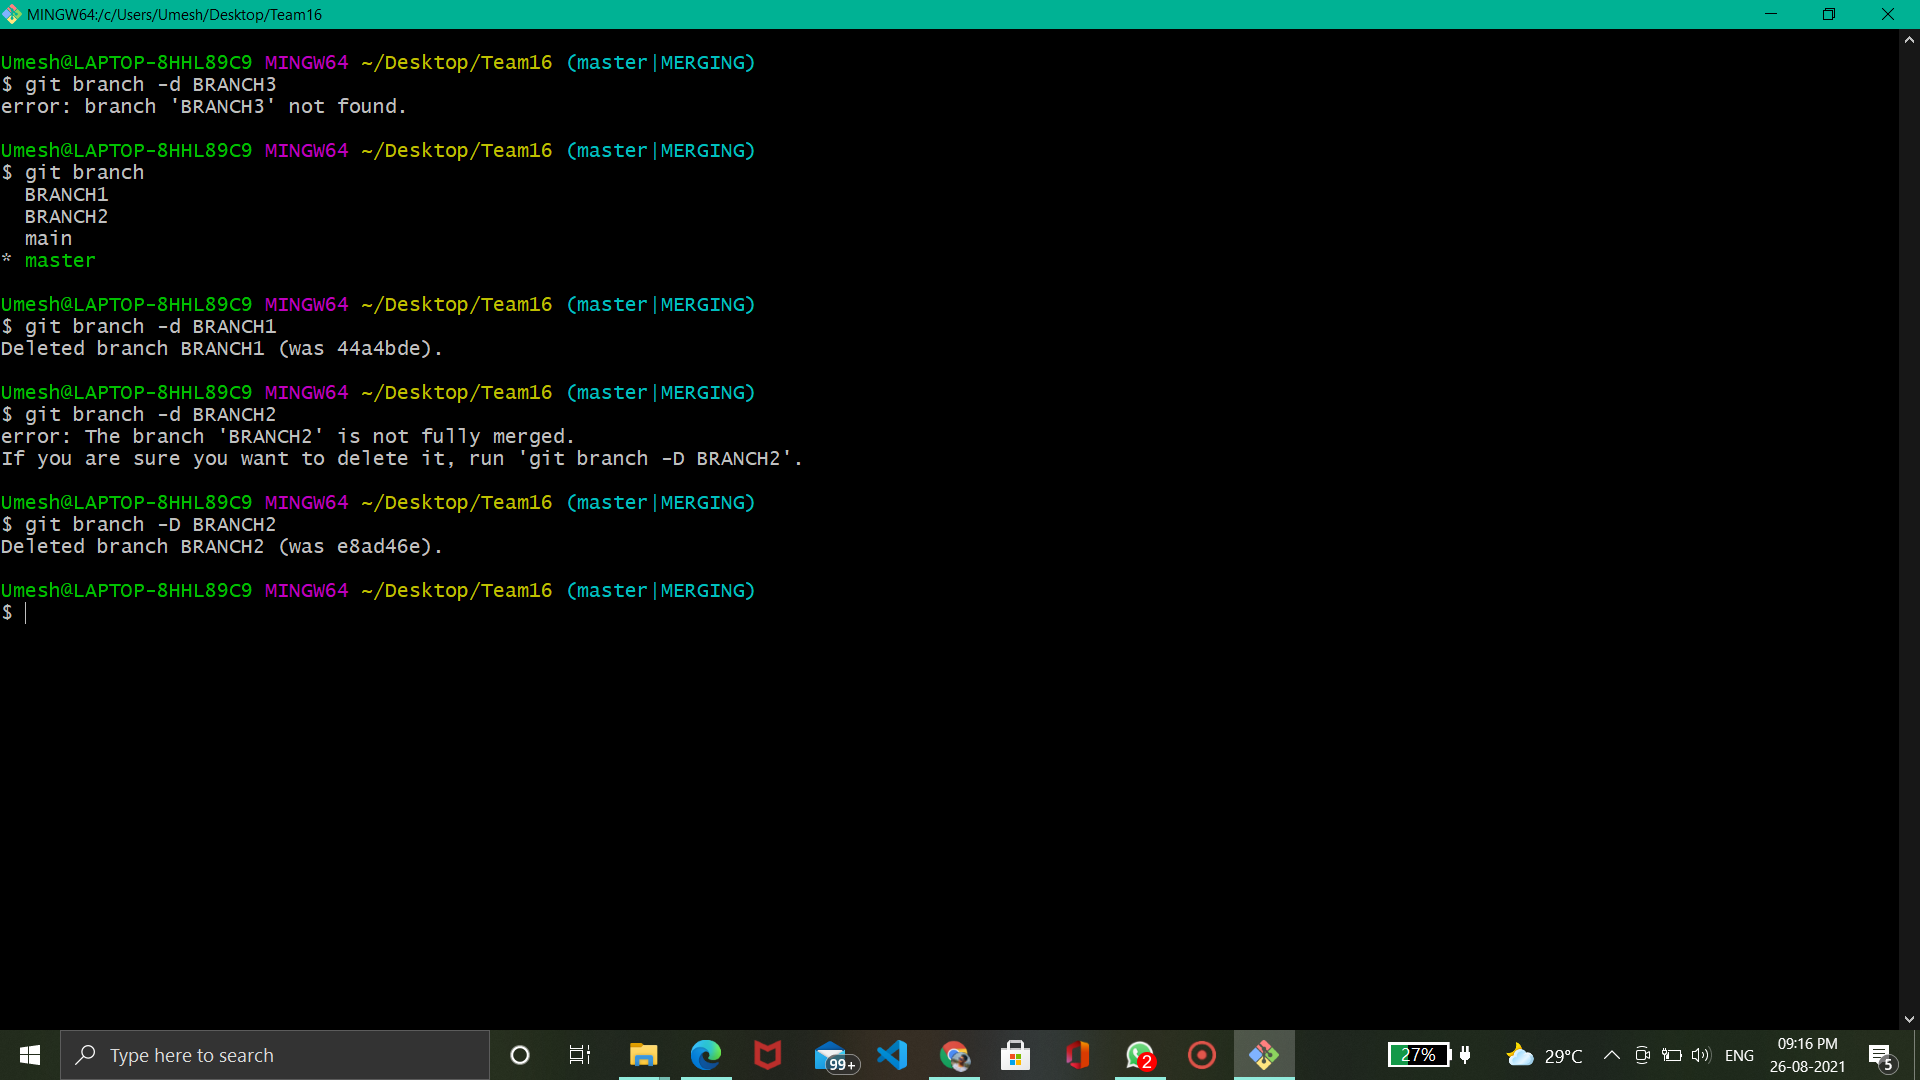 MINGW64:/c/Users/Umesh/Desktop/Team16
Umesh@LAPTOP-8HHL89C9 MINGW64 ~/Desktop/Team16 (master|MERGING)
$ git branch -d BRANCH3
error: branch 'BRANCH3' not found.
Umesh@LAPTOP-8HHL89C9 MINGW64 ~/Desktop/Team16 (master|MERGING)
$ git branch
BRANCH1
BRANCH2
main
* master
Umesh@LAPTOP-8HHL89C9 MINGW64 ~/Desktop/Team16 (master|MERGING)
$ git branch -d BRANCH1
Deleted branch BRANCH1 (was 44a4bde).
Umesh@LAPTOP-8HHL89C9 MINGW64 ~/Desktop/Team16 (master|MERGING)
$ git branch -d BRANCH2
error: The branch 'BRANCH2' is not fully merged.
If you are sure you want to delete it, run 'git branch -D BRANCH2'.
Umesh@LAPTOP-8HHL89C9 MINGW64 ~/Desktop/Team16 (master|MERGING)
$ git branch -D BRANCH2
Deleted branch BRANCH2 (was e8ad46e).
Umesh@LAPTOP-8HHL89C9 MINGW64 ~/Desktop/Team16 (master|MERGING)
$
Type here to search
99+
2
27%
29°C
ENG
09:16 PM
26-08-2021
5